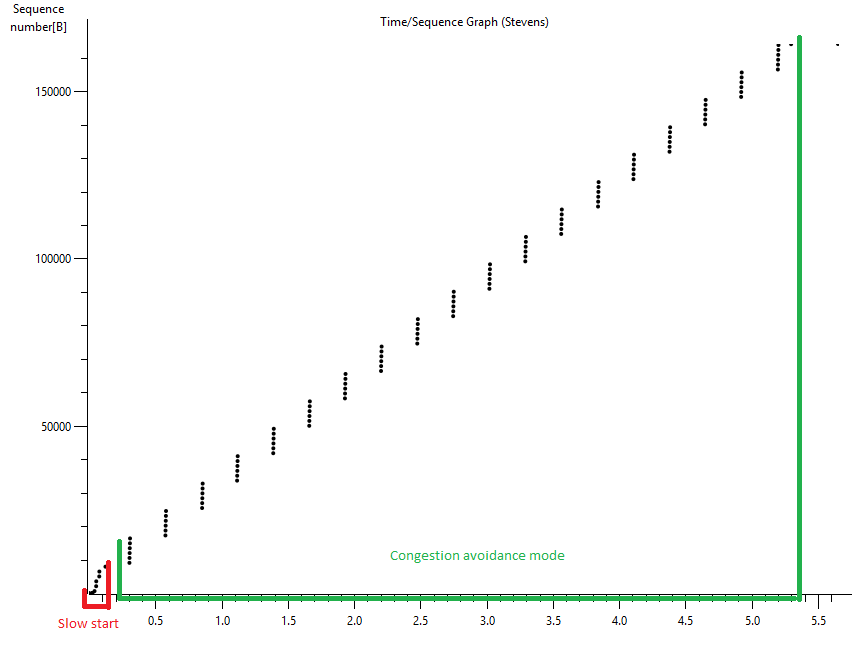 Sequence
number[B]
Time/Sequence Graph (Stevens)
150000
100000
50000
Congestion avoidance mode
Slow start
0.5 1.0 1.5 2.0 2.5 3.0 3.5 4.0 4.5 5.0 5.5